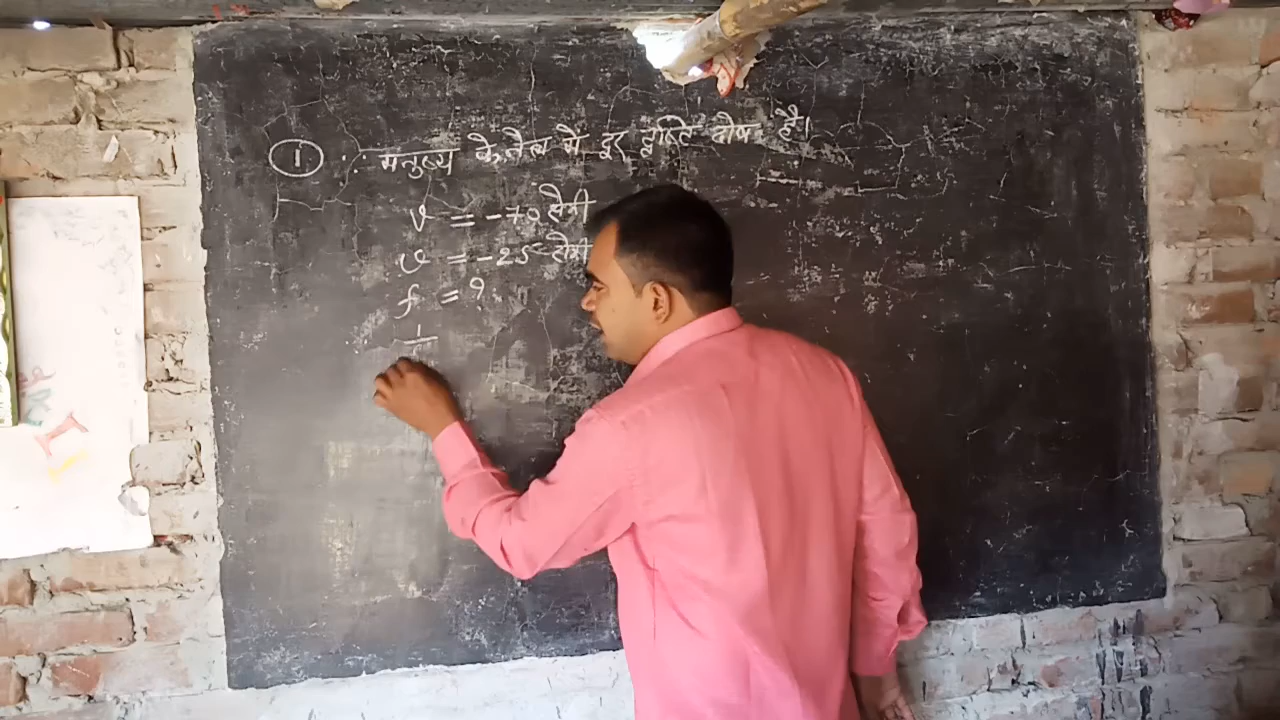 ① ∵ मनुष्य के नेत्र में दूर दृष्टि दोष है।
v = -70 सेमी
u = -25 सेमी
f = ?
1